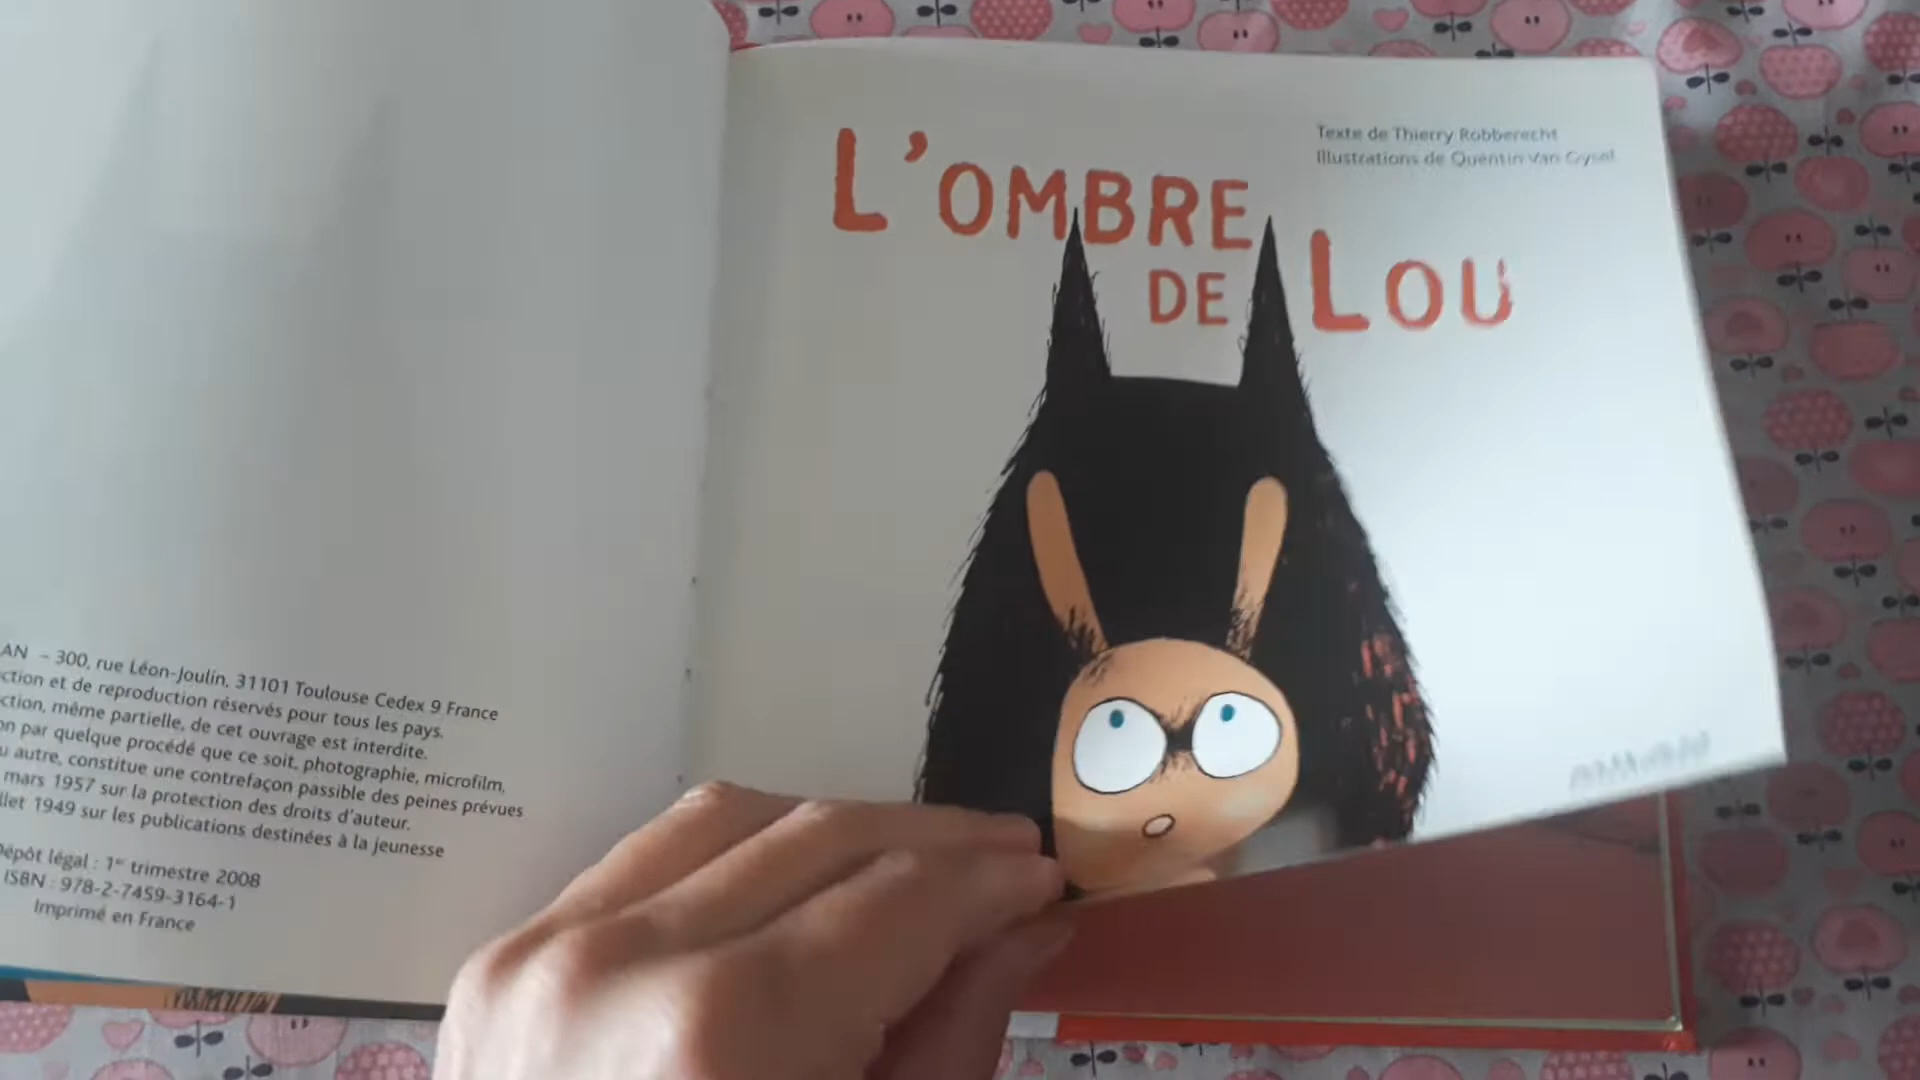 AN - 300, rue Léon-Joulin, 31101 Toulouse Cedex 9 France
ction et de reproduction réservés pour tous les pays.
ction, même partielle, de cet ouvrage est interdite.
on par quelque procédé que ce soit, photographie, microfilm,
u autre, constitue une contrefaçon passible des peines prévues
mars 1957 sur la protection des droits d'auteur.
llet 1949 sur les publications destinées à la jeunesse
Dépôt légal : 1er trimestre 2008
ISBN : 978-2-7459-3164-1
Imprimé en France
Texte de Thierry Robberecht
Illustrations de Quentin Van Gysel
L'OMBRE
DE LOU